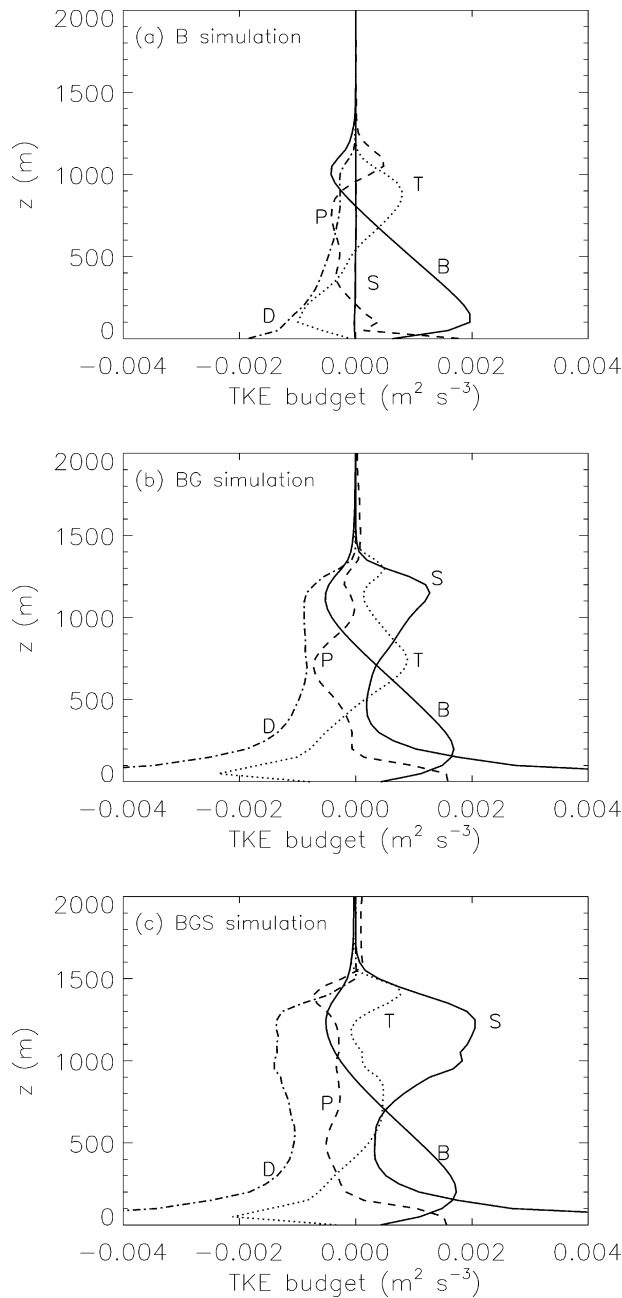 2000
(a) B simulation
1500
z (m)
1000
T
P
500
B
S
D
0
−0.004 −0.002 0.000 0.002 0.004
TKE budget (m² s⁻³)
2000
(b) BG simulation
1500
S
z (m)
1000
P
T
500
B
D
0
−0.004 −0.002 0.000 0.002 0.004
TKE budget (m² s⁻³)
2000
(c) BGS simulation
1500
T
S
z (m)
1000
P
500
B
D
0
−0.004 −0.002 0.000 0.002 0.004
TKE budget (m² s⁻³)